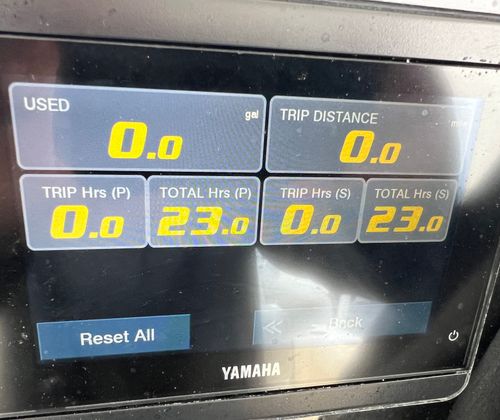 USED gal TRIP DISTANCE mile
0.0 0.0
TRIP Hrs (P) TOTAL Hrs (P) TRIP Hrs (S) TOTAL Hrs (S)
0.0 23.0 0.0 23.0
Reset All Back
YAMAHA